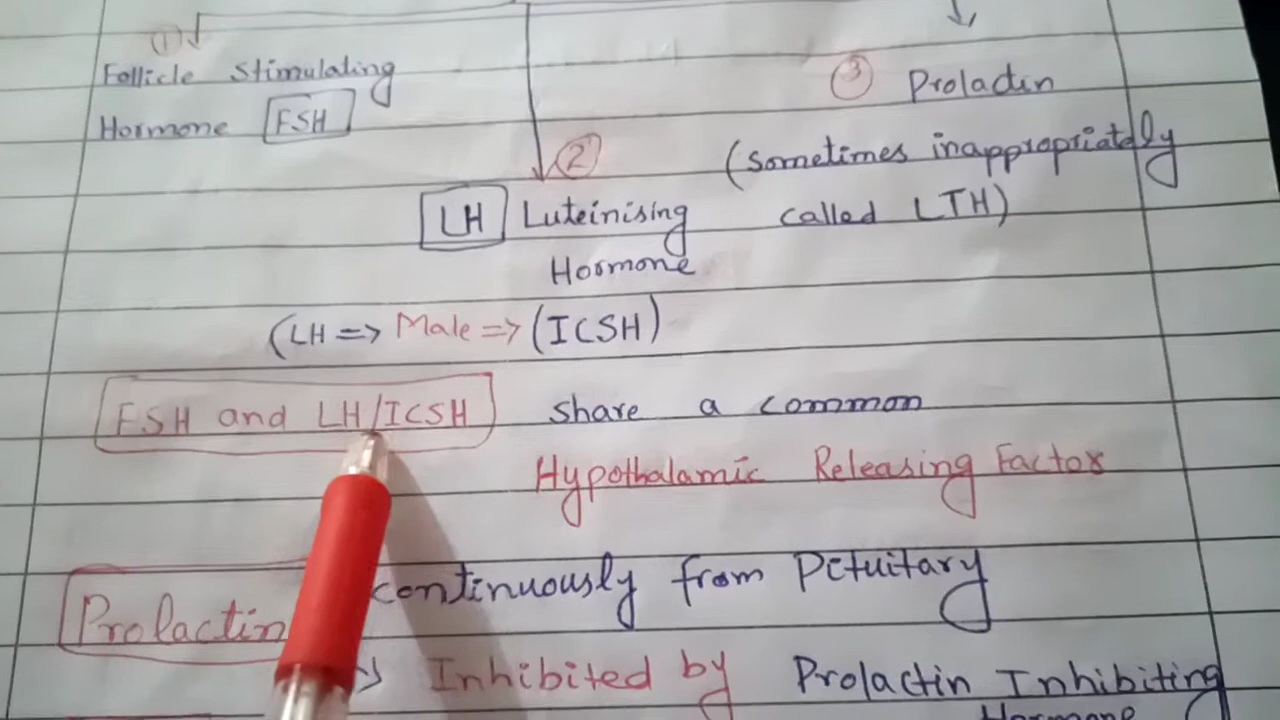 (1)
Follicle Stimulating
Hormone FSH
(2)
LH Luteinising
Hormone
(3) Prolactin
(sometimes inappropriately
called LTH)
(LH => Male => (ICSH)
FSH and LH/ICSH share a common
Hypothalamic Releasing Factor
Prolactin continuously from Pituitary
Inhibited by Prolactin Inhibiting
Hormone